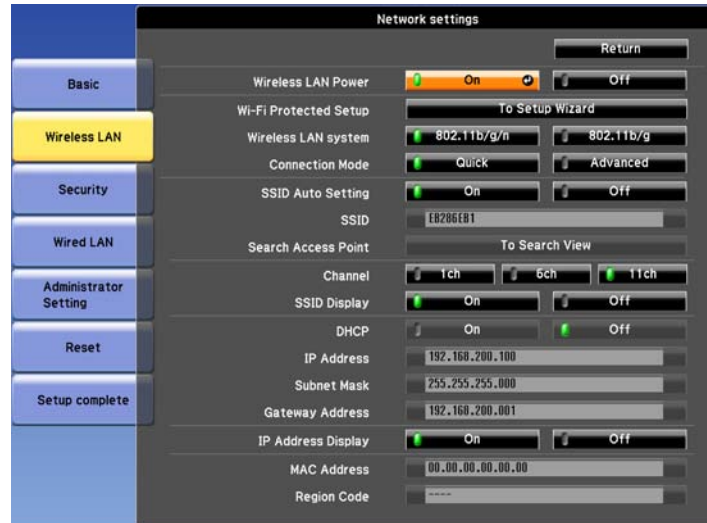 Network settings
Return
Basic
Wireless LAN
Security
Wired LAN
Administrator
Setting
Reset
Setup complete
Wireless LAN Power On Off
Wi-Fi Protected Setup To Setup Wizard
Wireless LAN system 802.11b/g/n 802.11b/g
Connection Mode Quick Advanced
SSID Auto Setting On Off
SSID EB286EB1
Search Access Point To Search View
Channel 1ch 6ch 11ch
SSID Display On Off
DHCP On Off
IP Address 192.168.200.100
Subnet Mask 255.255.255.000
Gateway Address 192.168.200.001
IP Address Display On Off
MAC Address 00.00.00.00.00.00
Region Code ----